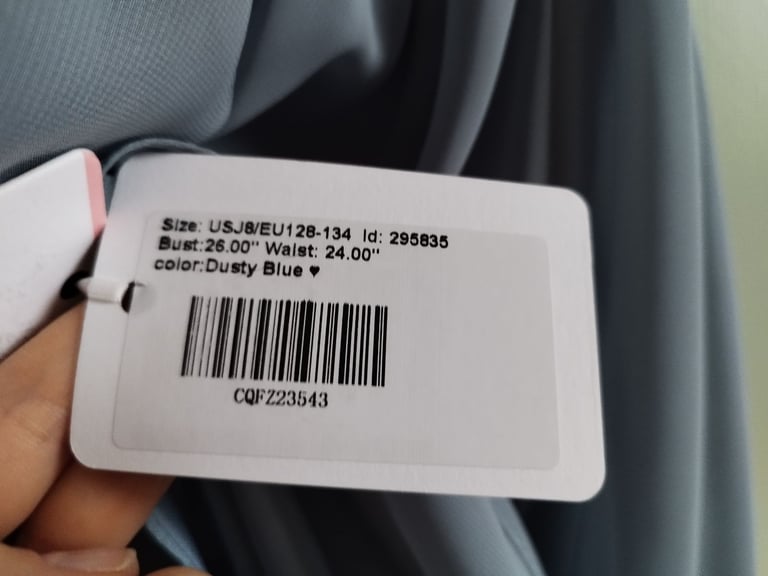 Size: USJ8/EU128-134 Id: 295835
Bust:26.00" Waist: 24.00"
color:Dusty Blue ♥
CQFZ23543